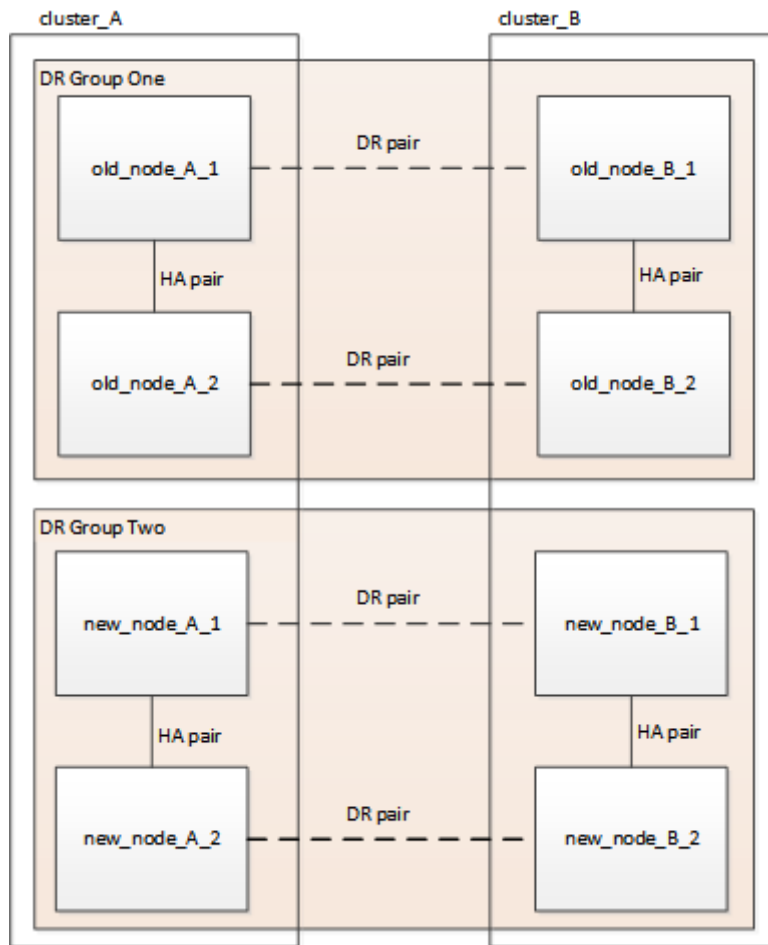 cluster_A
cluster_B
DR Group One
old_node_A_1
DR pair
old_node_B_1
HA pair
HA pair
old_node_A_2
DR pair
old_node_B_2
DR Group Two
new_node_A_1
DR pair
new_node_B_1
HA pair
HA pair
new_node_A_2
DR pair
new_node_B_2